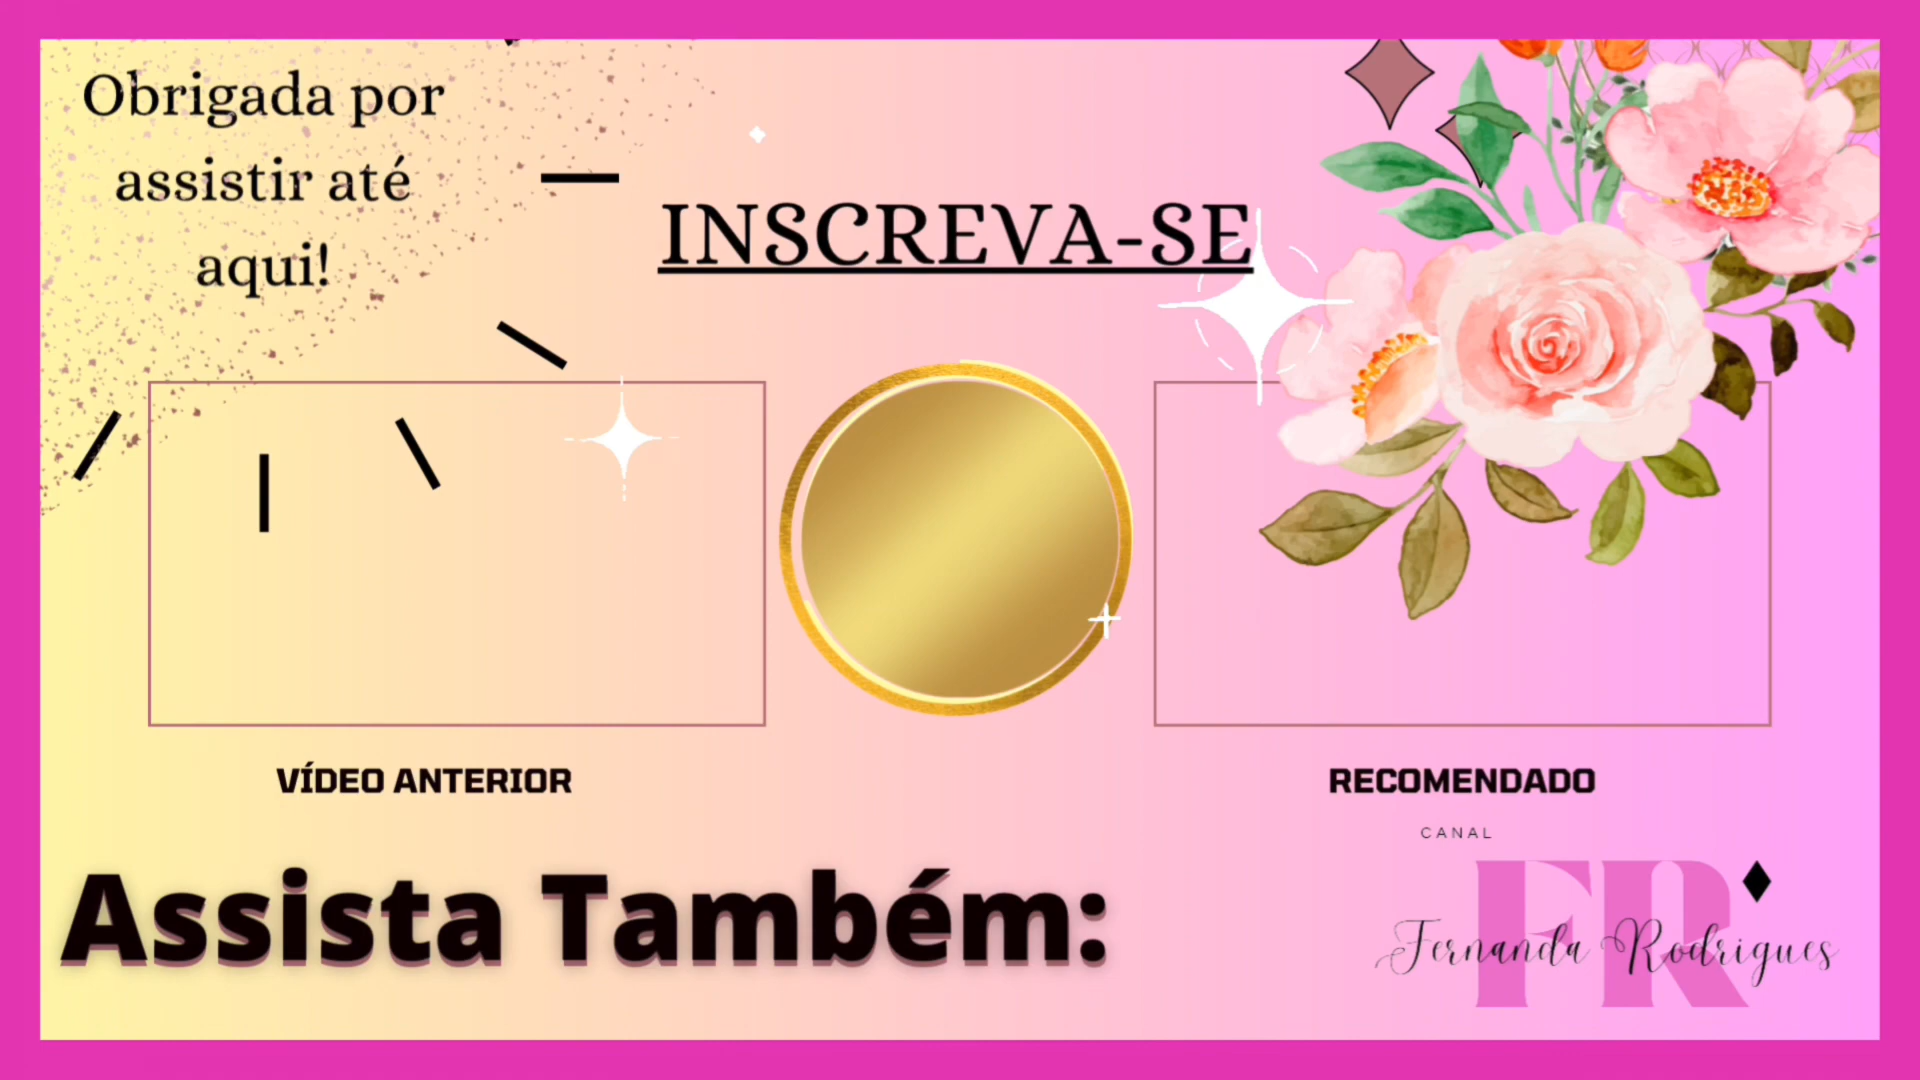 Obrigada por
assistir até
aqui!
INSCREVA-SE
VÍDEO ANTERIOR
RECOMENDADO
Assista Também:
CANAL
FR
Fernanda Rodrigues